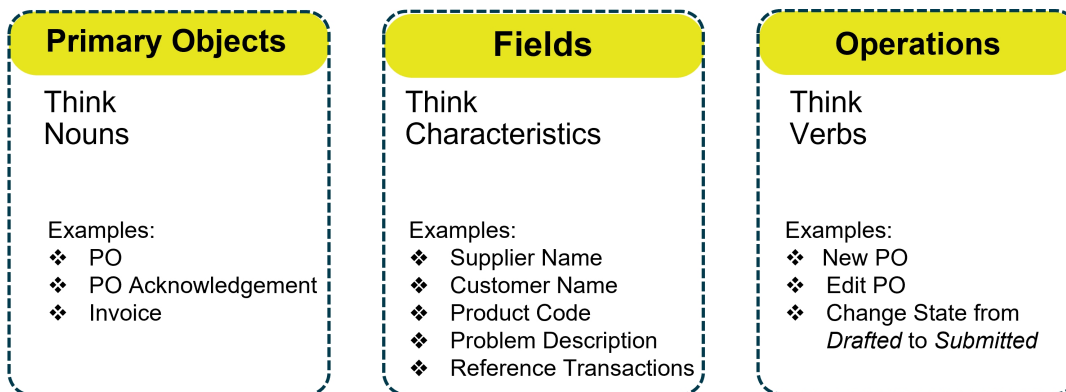 Primary Objects
Think
Nouns
Examples:
❖ PO
❖ PO Acknowledgement
❖ Invoice
Fields
Think
Characteristics
Examples:
❖ Supplier Name
❖ Customer Name
❖ Product Code
❖ Problem Description
❖ Reference Transactions
Operations
Think
Verbs
Examples:
❖ New PO
❖ Edit PO
❖ Change State from
Drafted to Submitted